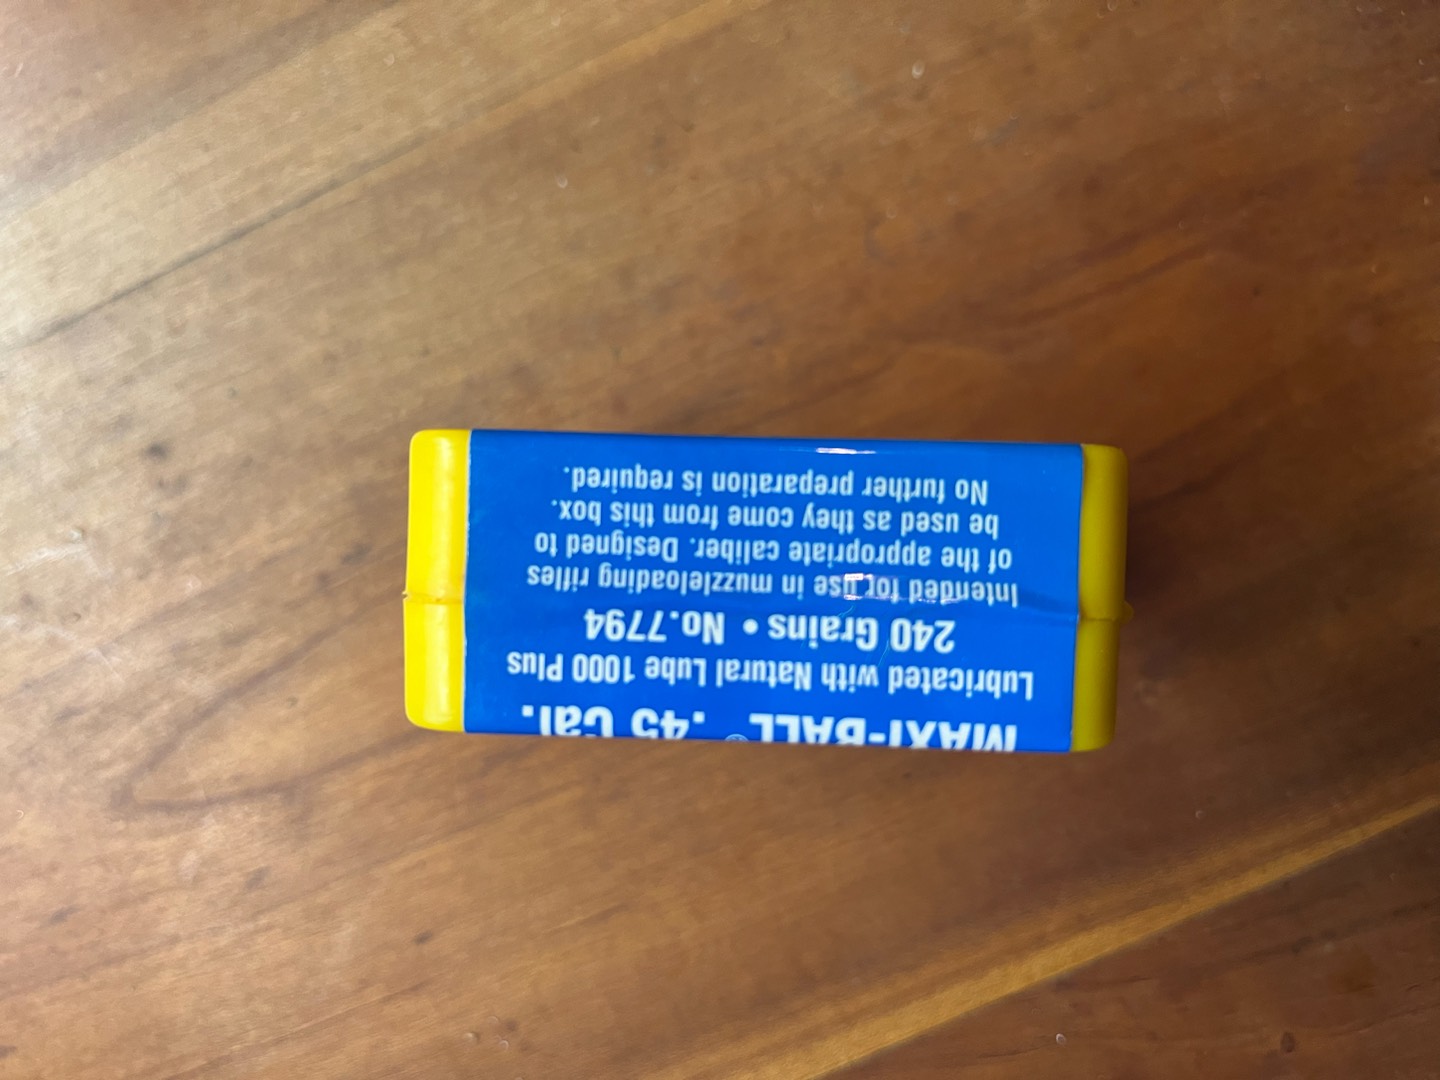 MAXI-BALL® .45 Cal.
Lubricated with Natural Lube 1000 Plus
240 Grains • No.7794
Intended for use in muzzleloading rifles
of the appropriate caliber. Designed to
be used as they come from this box.
No further preparation is required.